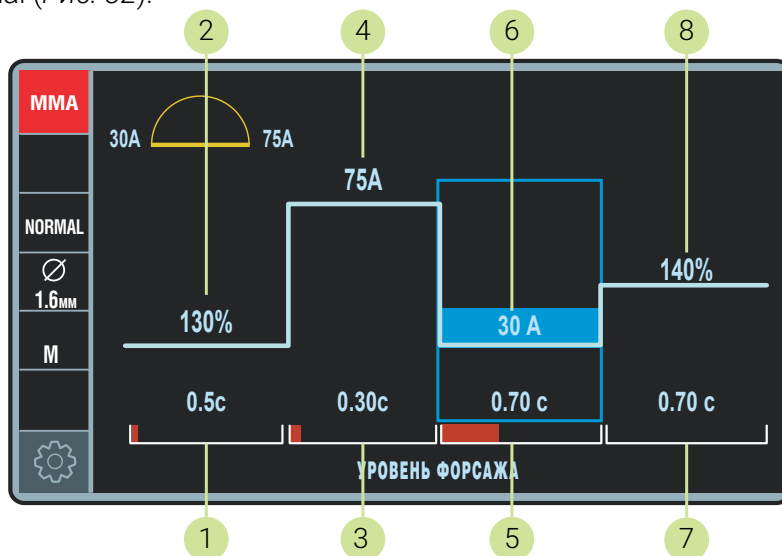 al (Рис. 32).
2 4 6 8
MMA
30A 75A
75A
NORMAL
140%
1.6мм
130%
30 A
M
0.5с 0.30с 0.70 с 0.70 с
УРОВЕНЬ ФОРСАЖА
1 3 5 7